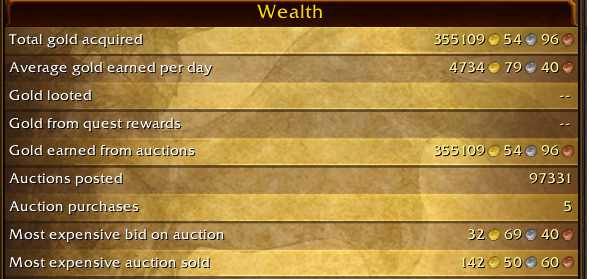 Wealth
Total gold acquired 355109 54 96
Average gold earned per day 4734 79 40
Gold looted --
Gold from quest rewards --
Gold earned from auctions 355109 54 96
Auctions posted 97331
Auction purchases 5
Most expensive bid on auction 32 69 40
Most expensive auction sold 142 50 60